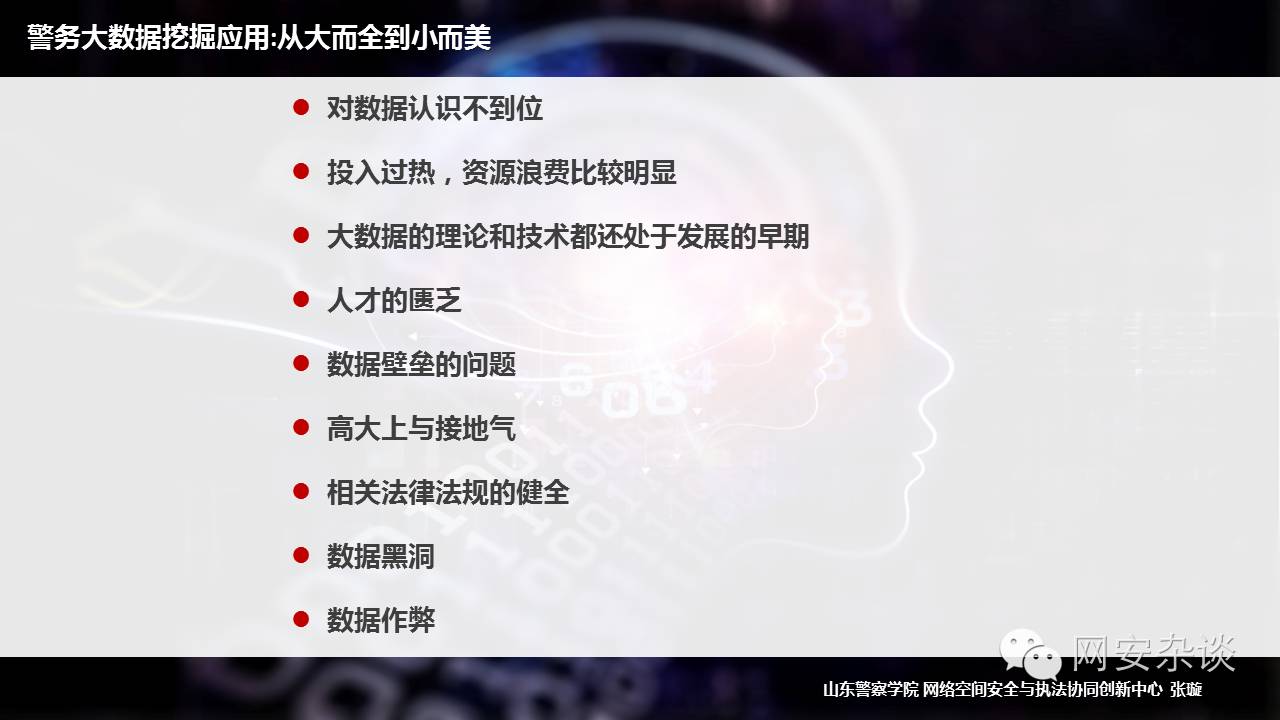 警务大数据挖掘应用:从大而全到小而美
对数据认识不到位
投入过热，资源浪费比较明显
大数据的理论和技术都还处于发展的早期
人才的匮乏
数据壁垒的问题
高大上与接地气
相关法律法规的健全
数据黑洞
数据作弊
网安杂谈
山东警察学院 网络空间安全与执法协同创新中心 张璇